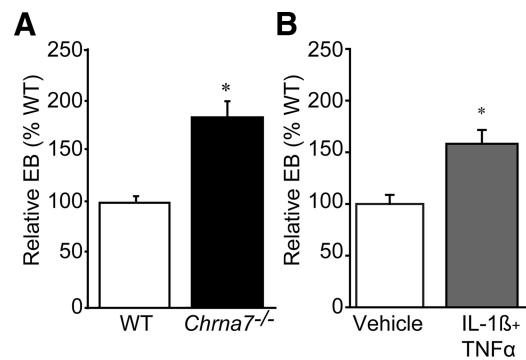 A
Relative EB (% WT)
250
200
150
100
50
0
*
WT
Chrna7-/-
B
Relative EB (% WT)
250
200
150
100
50
0
*
Vehicle
IL-1ß+
TNFα